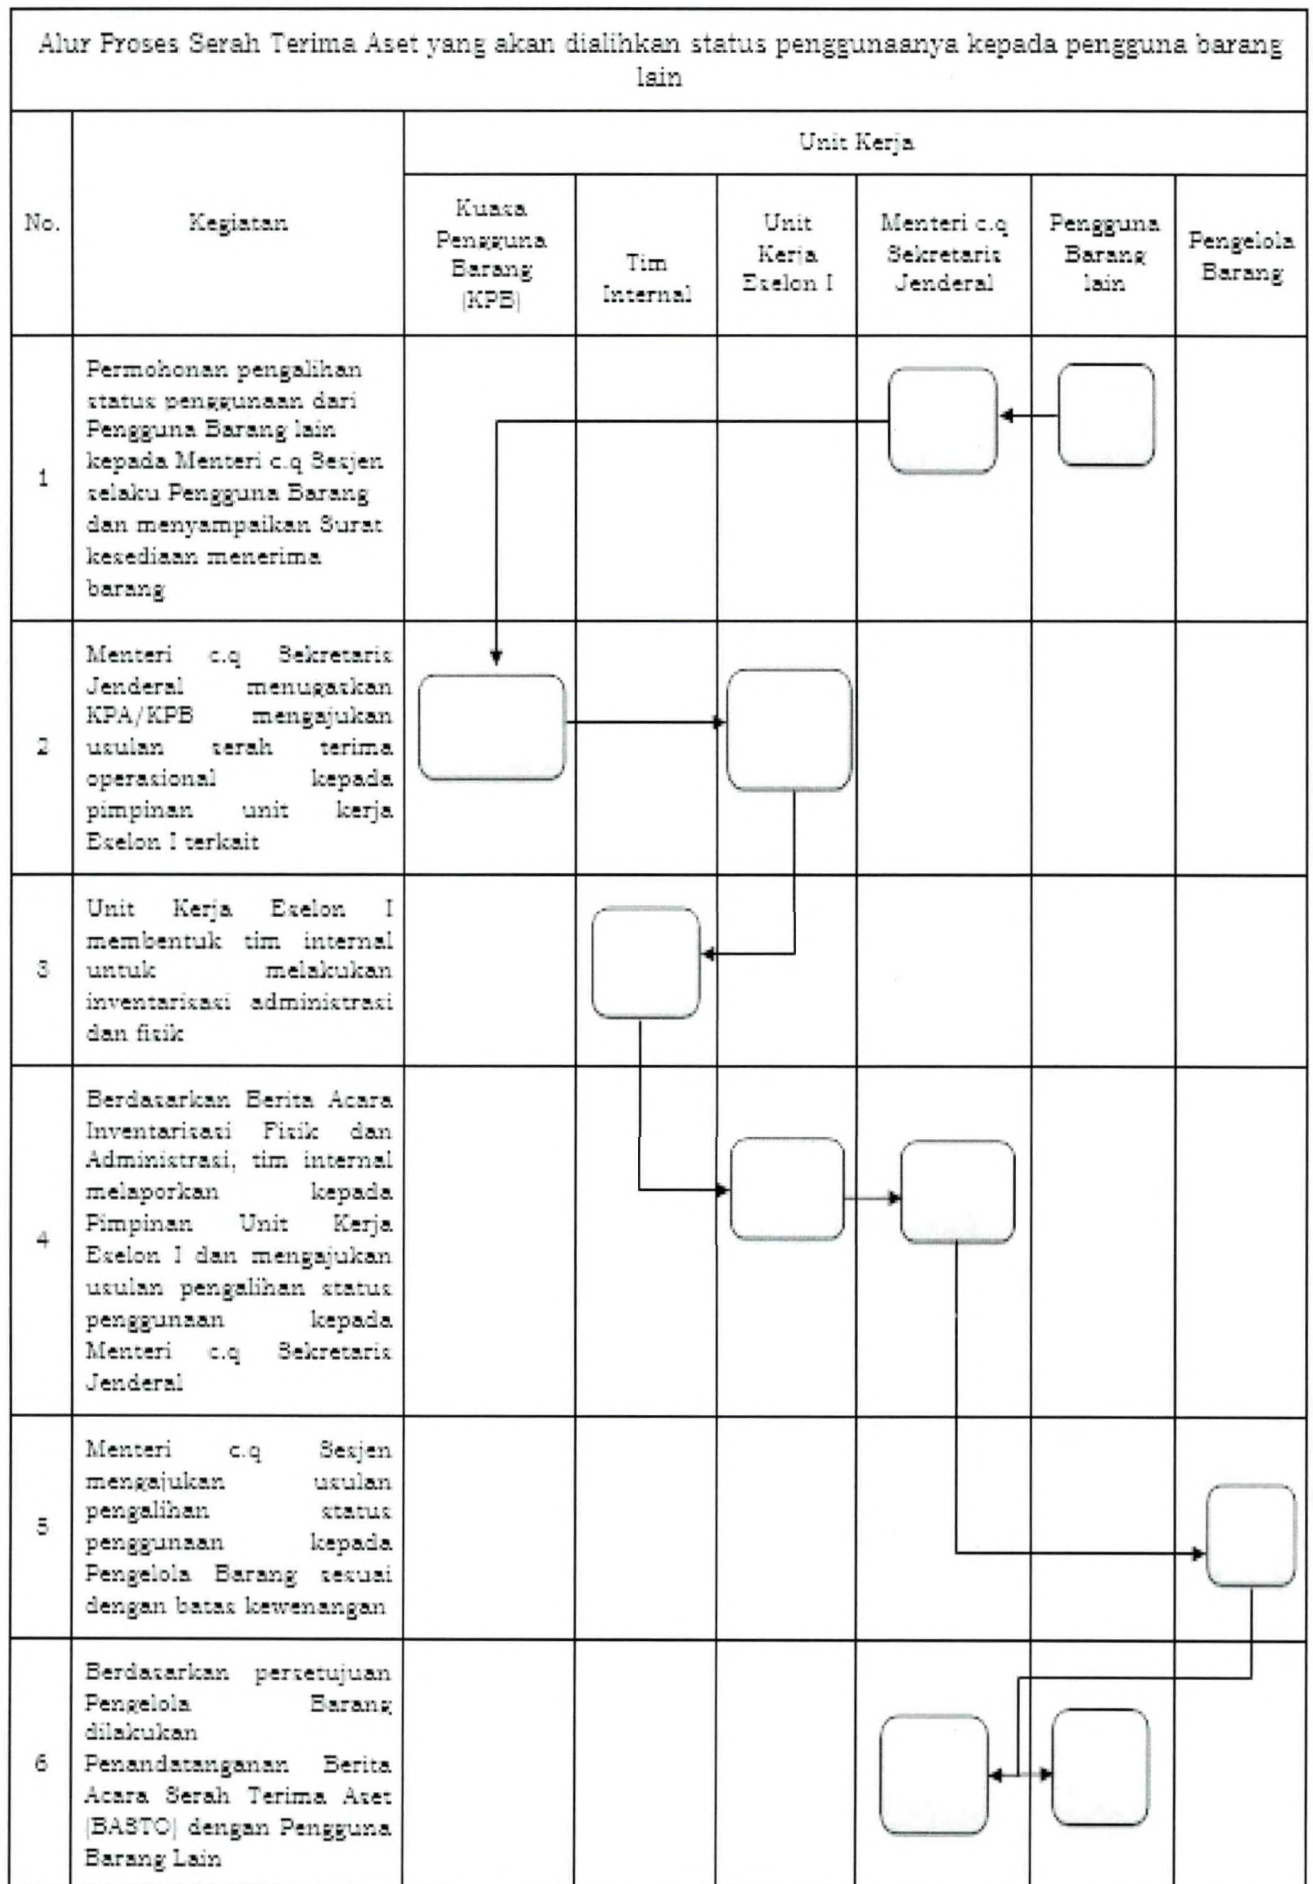 Alur Proses Serah Terima Aset yang akan dialihkan status penggunaanya kepada pengguna barang
lain
No.
Kegiatan
Unit Kerja
Kuasa
Pengguna
Barang
(KPB)
Tim
Internal
Unit
Kerja
Eselon I
Menteri c.q
Sekretaris
Jenderal
Pengguna
Barang
lain
Pengelola
Barang
1
Permohonan pengalihan
status penggunaan dari
Pengguna Barang lain
kepada Menteri c.q Sesjen
selaku Pengguna Barang
dan menyampaikan Surat
kesediaan menerima
barang
2
Menteri c.q Sekretaris
Jenderal menugaskan
KPA/KPB mengajukan
usulan serah terima
operasional kepada
pimpinan unit kerja
Eselon I terkait
3
Unit Kerja Eselon I
membentuk tim internal
untuk melakukan
inventarisasi administrasi
dan fisik
4
Berdasarkan Berita Acara
Inventarisasi Fisik dan
Administrasi, tim internal
melaporkan kepada
Pimpinan Unit Kerja
Eselon I dan mengajukan
usulan pengalihan status
penggunaan kepada
Menteri c.q Sekretaris
Jenderal
5
Menteri c.q Sesjen
mengajukan usulan
pengalihan status
penggunaan kepada
Pengelola Barang sesuai
dengan batas kewenangan
6
Berdasarkan persetujuan
Pengelola Barang
dilakukan
Penandatanganan Berita
Acara Serah Terima Aset
(BASTO) dengan Pengguna
Barang Lain